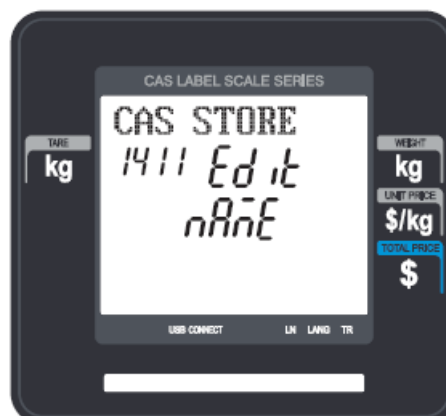 CAS LABEL SCALE SERIES
CAS STORE
1411 Edit
nAmE
TARE
kg
WEIGHT
kg
UNIT PRICE
$/kg
TOTAL PRICE
$
USB CONNECT LN LANG TR